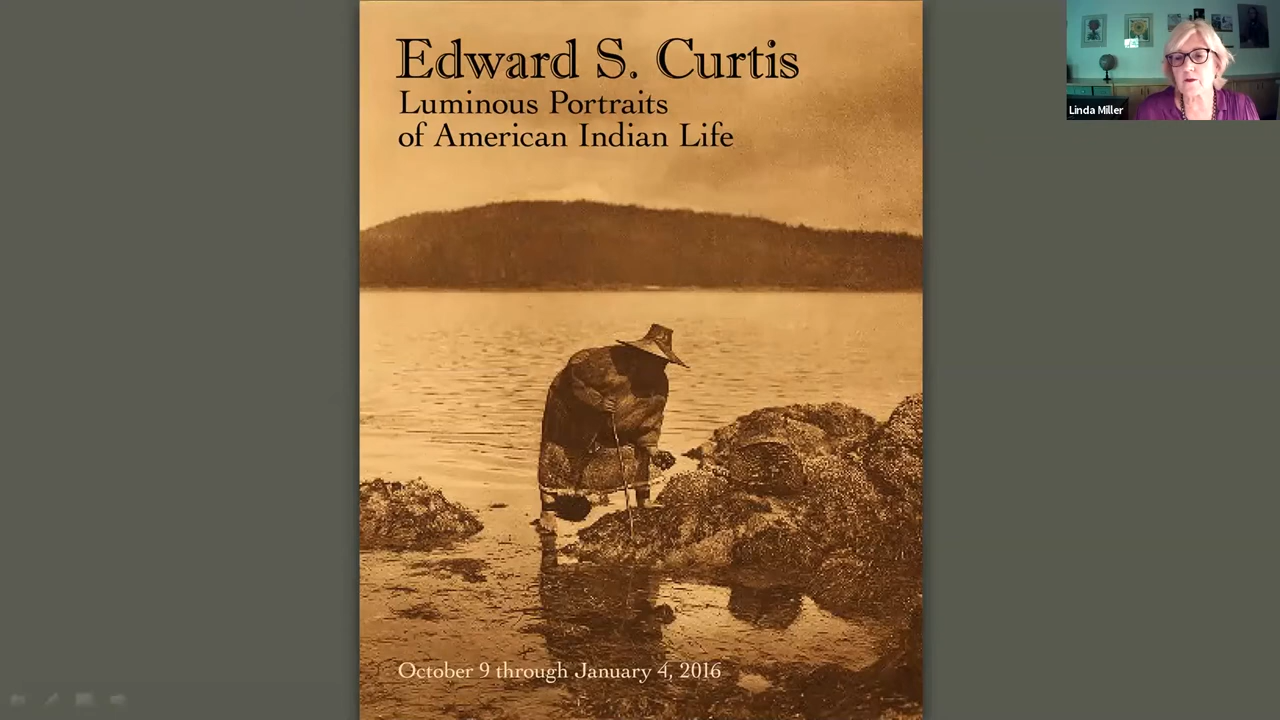 Edward S. Curtis
Luminous Portraits
of American Indian Life
October 9 through January 4, 2016
Linda Miller